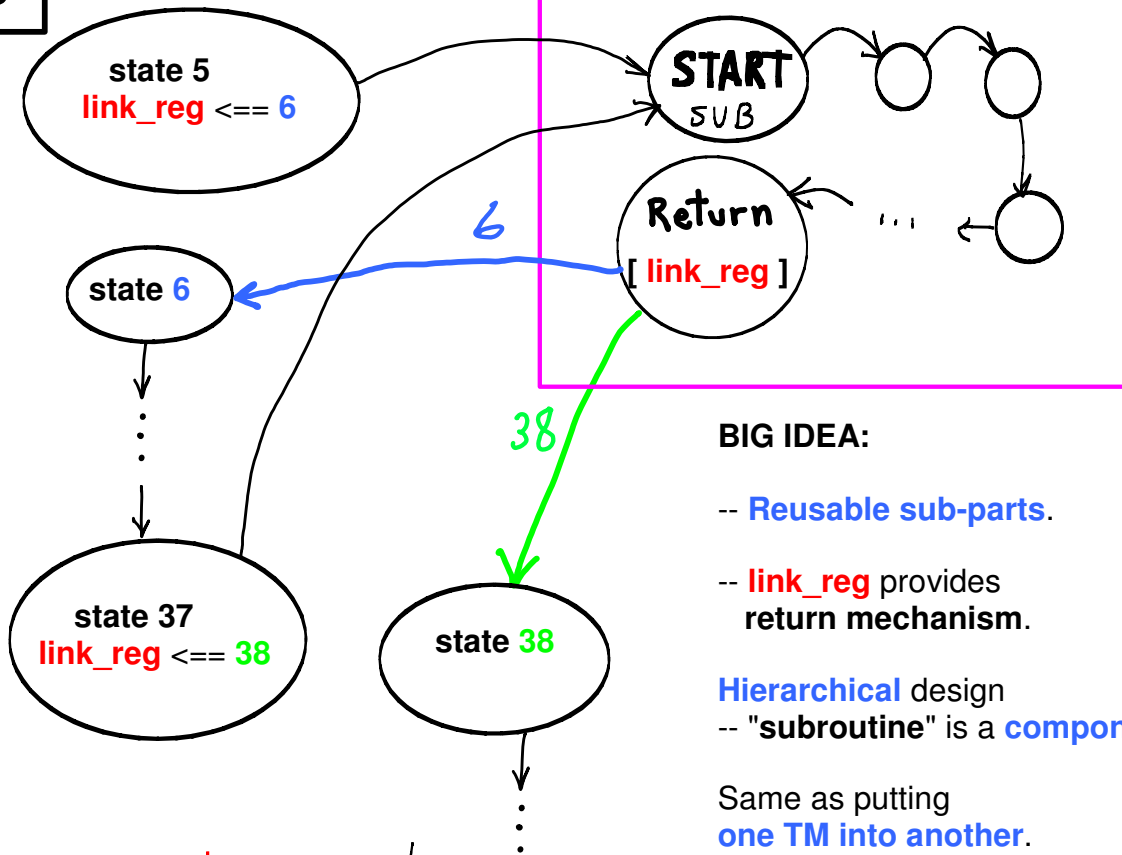 state 5
link_reg <== 6
START
SUB
Return
[ link_reg ]
6
state 6
38
state 37
link_reg <== 38
state 38
BIG IDEA:
-- Reusable sub-parts.
-- link_reg provides
return mechanism.
Hierarchical design
-- "subroutine" is a compon
Same as putting
one TM into another.